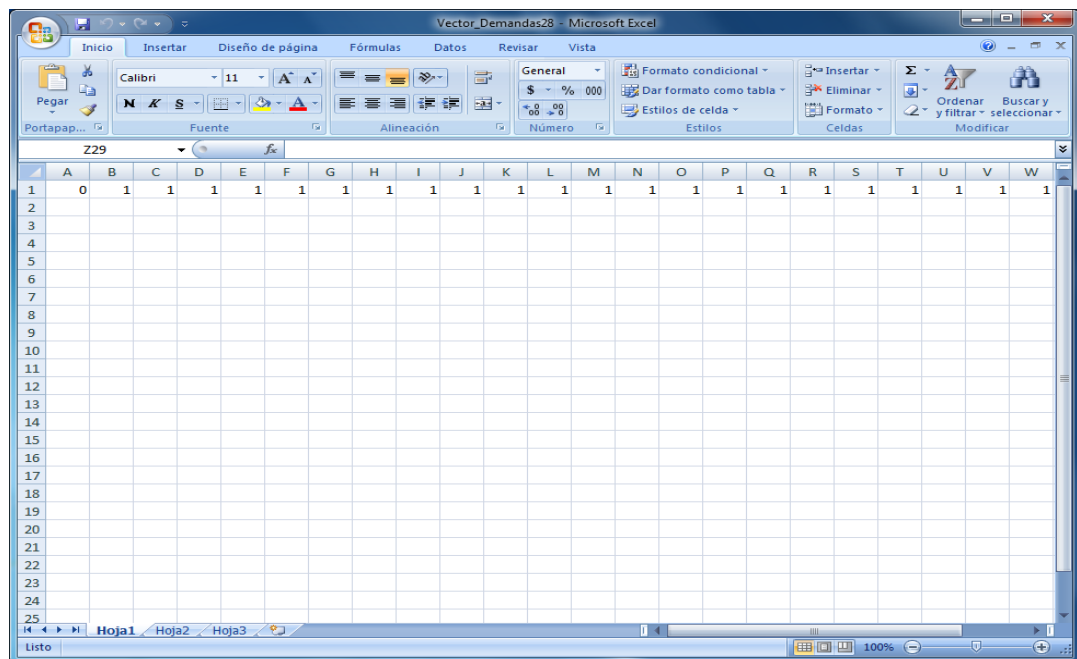 Vector_Demandas28 - Microsoft Excel
Inicio Insertar Diseño de página Fórmulas Datos Revisar Vista
Pegar
Portapap...
Calibri 11 A A
N K S A
Fuente
Alineación
General
$ % 000
,0 ,00 ,00 ,0
Número
Formato condicional
Dar formato como tabla
Estilos de celda
Estilos
Insertar
Eliminar
Formato
Celdas
Σ
Ordenar y filtrar
Buscar y seleccionar
Modificar
Z29 fx
A B C D E F G H I J K L M N O P Q R S T U V W
1 0 1 1 1 1 1 1 1 1 1 1 1 1 1 1 1 1 1 1 1 1 1 1
2
3
4
5
6
7
8
9
10
11
12
13
14
15
16
17
18
19
20
21
22
23
24
25
Hoja1 Hoja2 Hoja3
Listo 100%